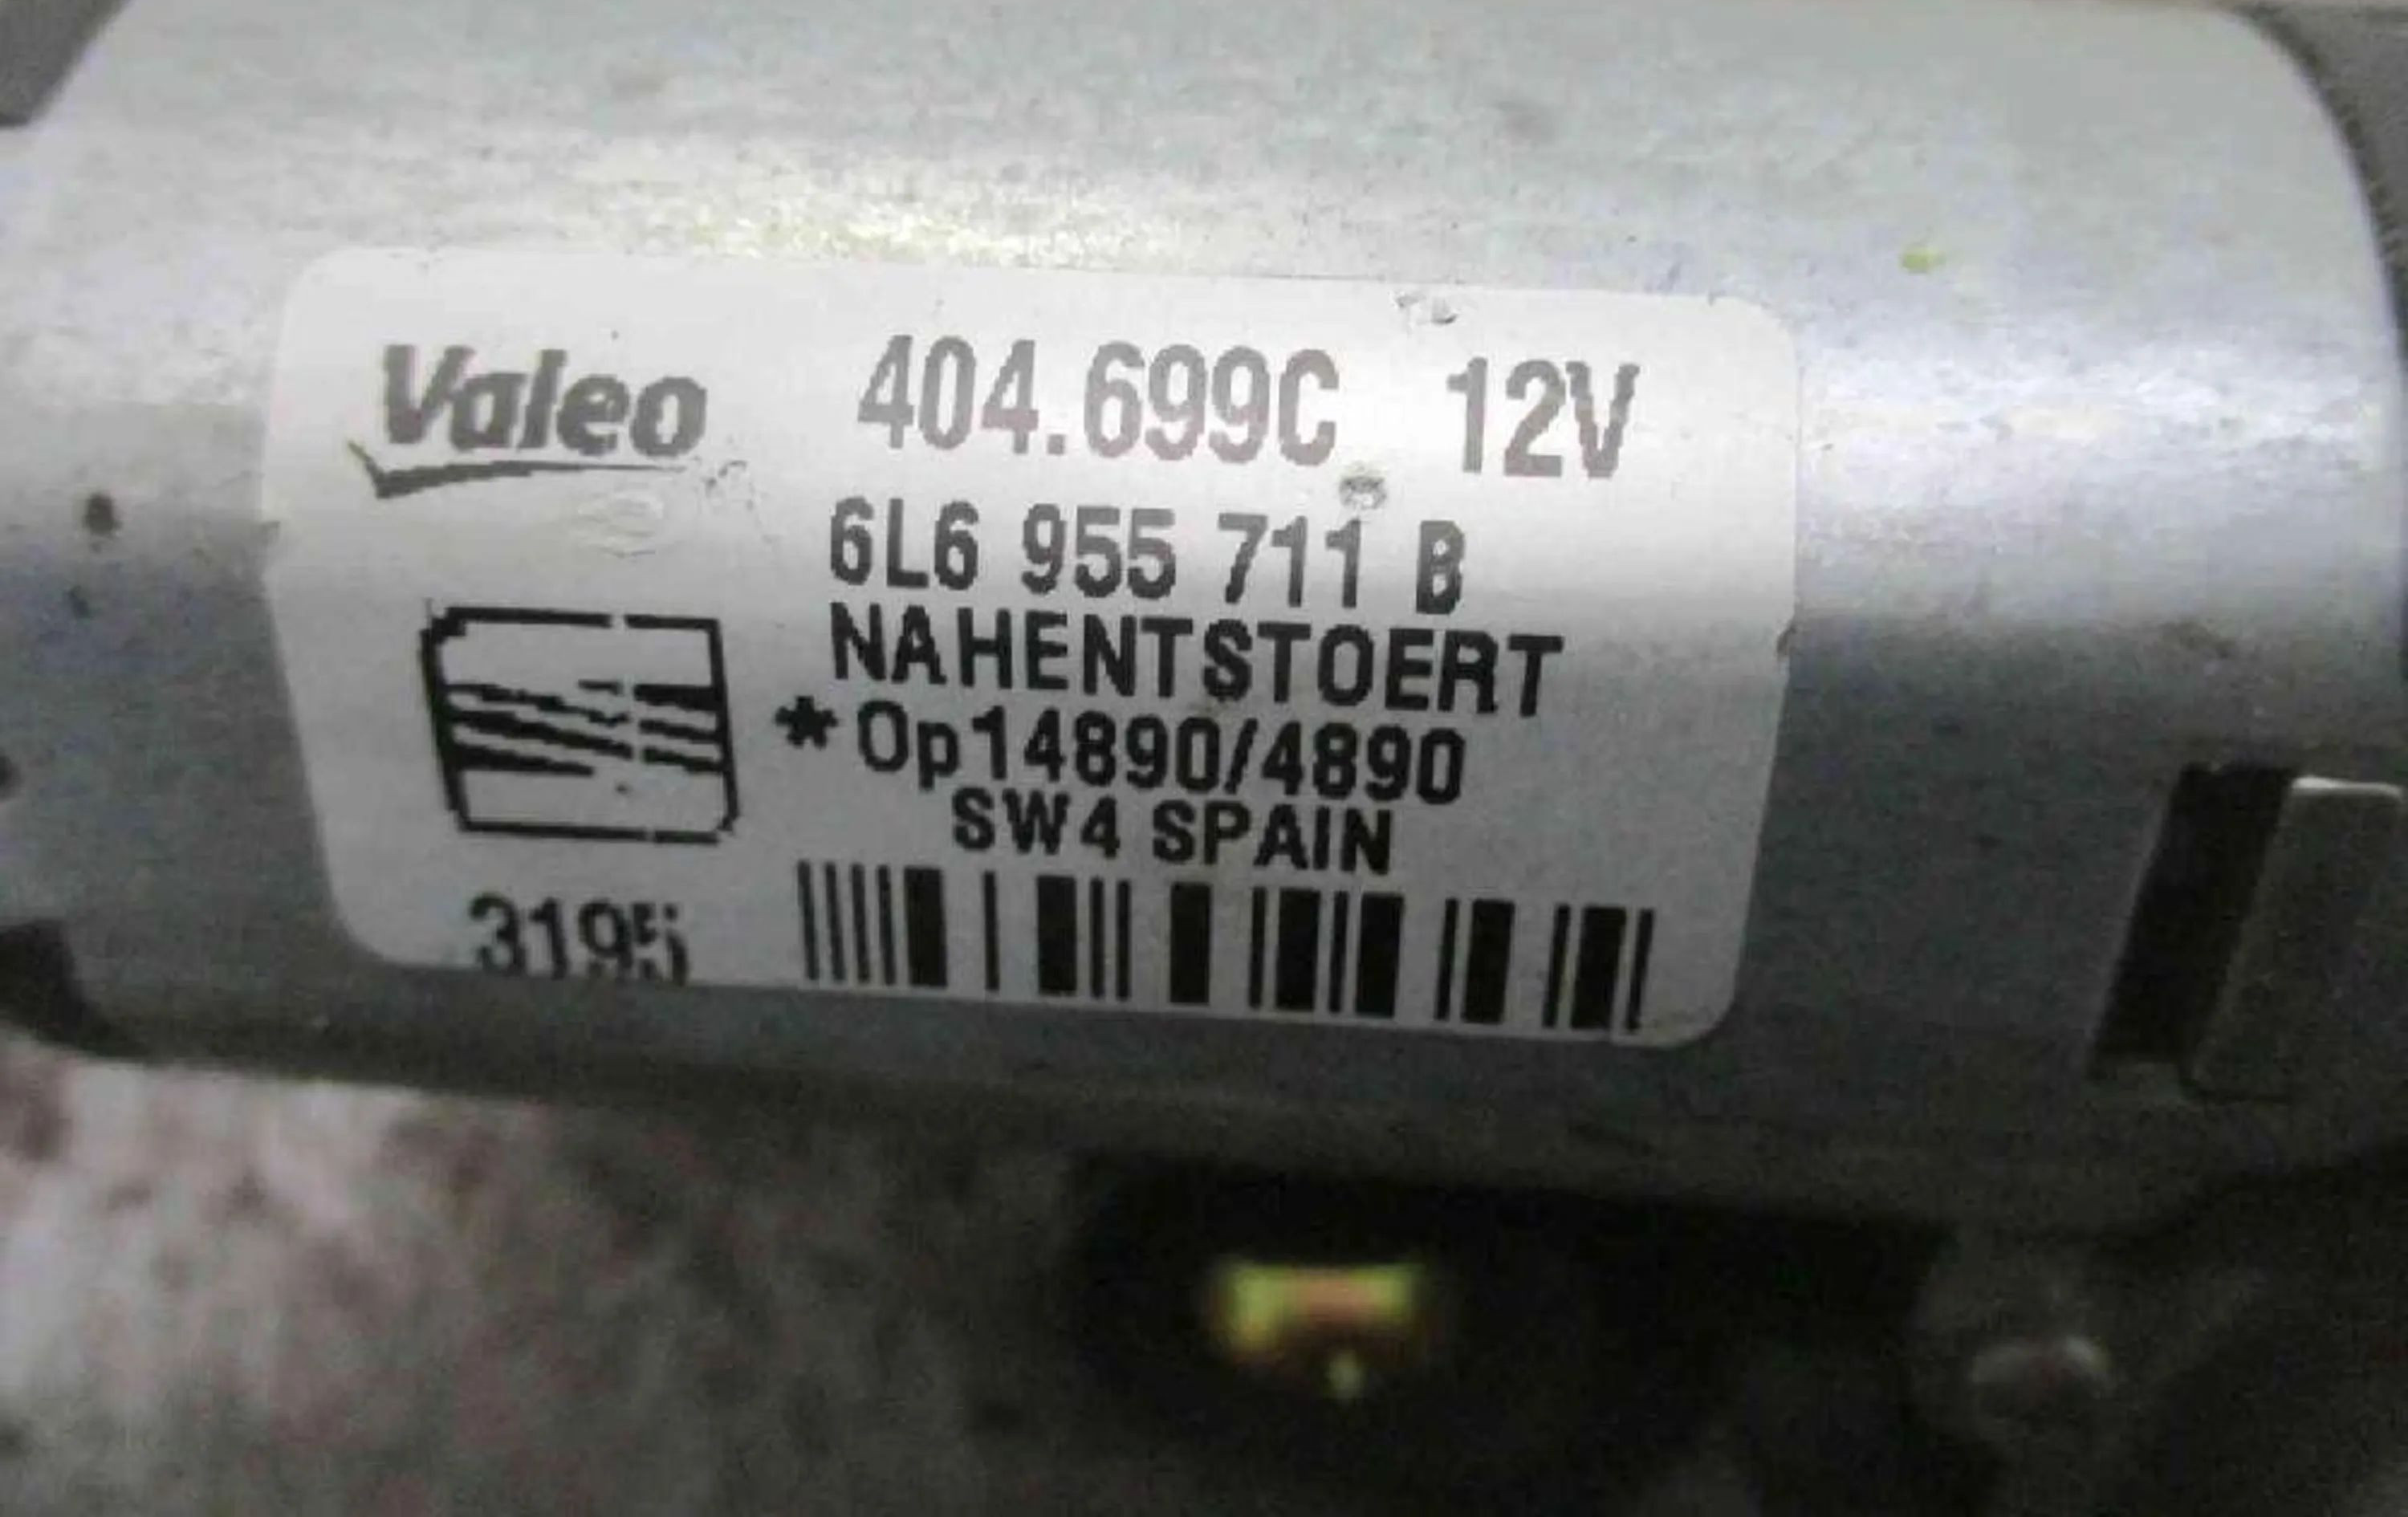 Valeo 404.699C 12V
6L6 955 711 B
NAHENTSTOERT
*Op14890/4890
SW4 SPAIN
3195